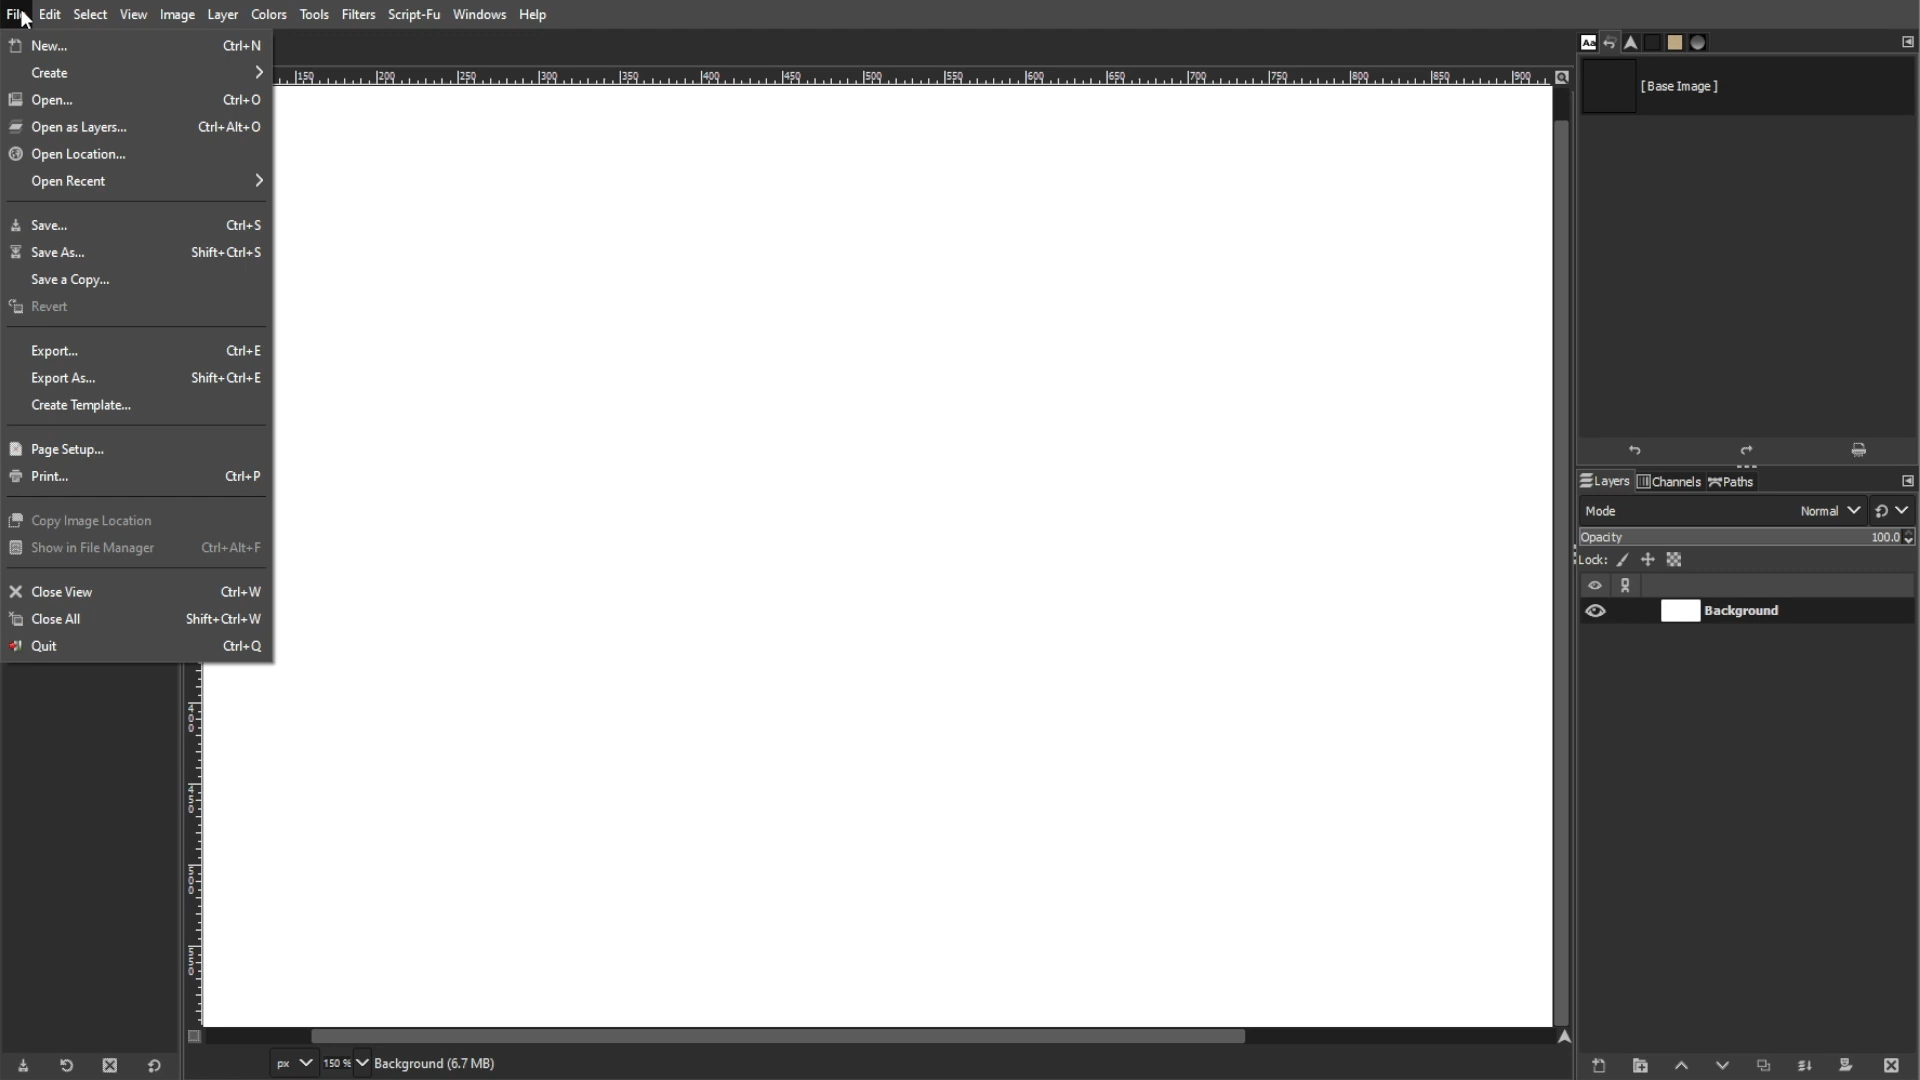 File Edit Select View Image Layer Colors Tools Filters Script-Fu Windows Help
New... Ctrl+N
Create
Open... Ctrl+O
Open as Layers... Ctrl+Alt+O
Open Location...
Open Recent
Save... Ctrl+S
Save As... Shift+Ctrl+S
Save a Copy...
Revert
Export... Ctrl+E
Export As... Shift+Ctrl+E
Create Template...
Page Setup...
Print... Ctrl+P
Copy Image Location
Show in File Manager Ctrl+Alt+F
Close View Ctrl+W
Close All Shift+Ctrl+W
Quit Ctrl+Q
150 200 250 300 350 400 450 500 550 600 650 700 750 800 850 900
400
450
500
550
px 150 % Background (6.7 MB)
Aa
[ Base Image ]
Layers Channels Paths
Mode Normal
Opacity 100.0
Lock:
Background